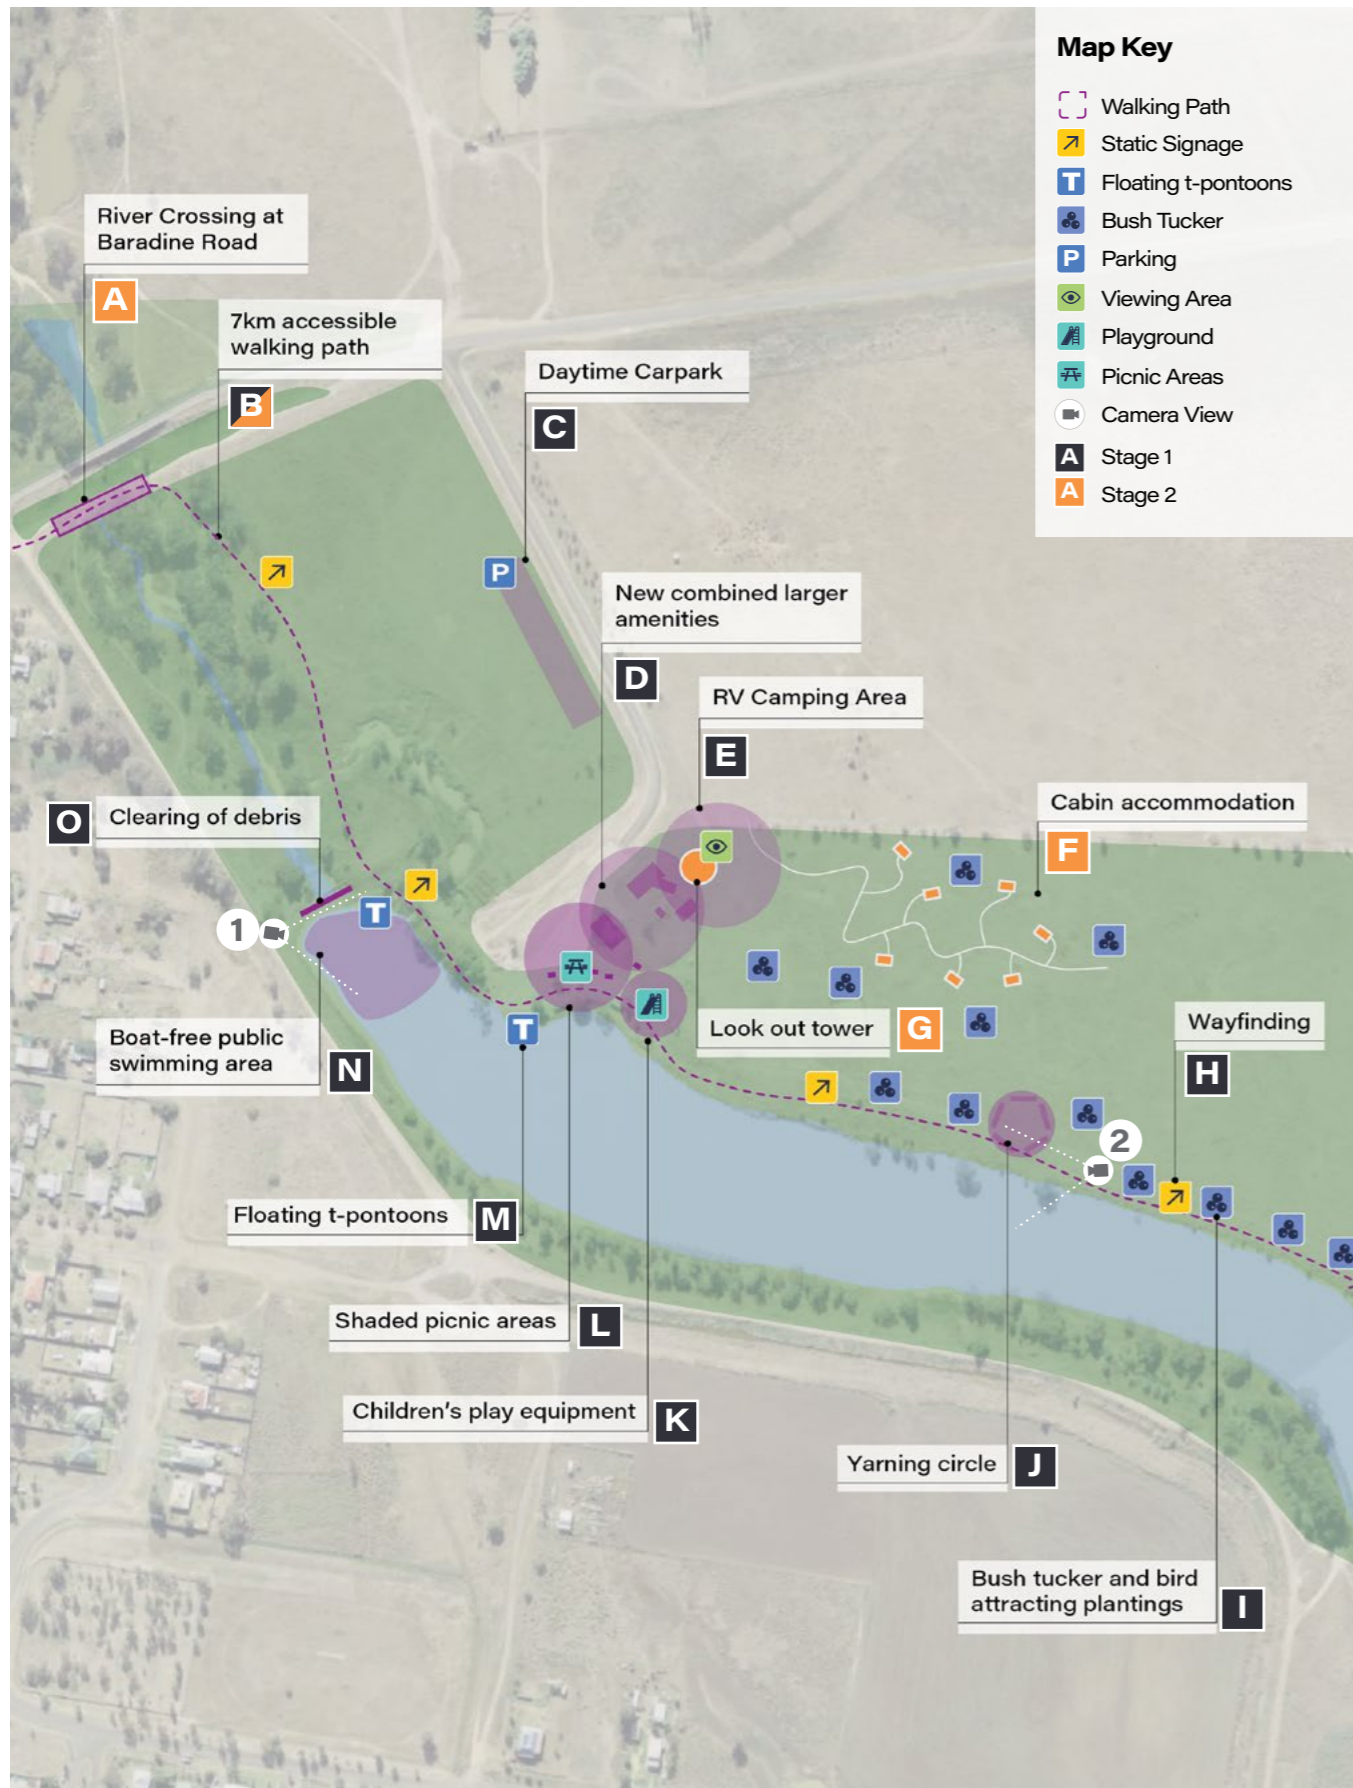 Map Key
Walking Path
Static Signage
T Floating t-pontoons
Bush Tucker
P Parking
Viewing Area
Playground
Picnic Areas
Camera View
A Stage 1
A Stage 2
River Crossing at
Baradine Road
A
7km accessible
walking path
B
Daytime Carpark
C
P
New combined larger
amenities
D
RV Camping Area
E
Cabin accommodation
F
O Clearing of debris
T
1
Boat-free public
swimming area
N
T
Look out tower G
Wayfinding
H
2
Floating t-pontoons M
Shaded picnic areas L
Children's play equipment K
Yarning circle J
Bush tucker and bird
attracting plantings
I